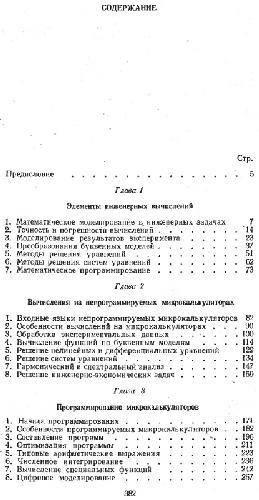 СОДЕРЖАНИЕ
Стр.
Предисловие . . . . . . . . . . 5
Глава 1
Элементы инженерных вычислений
1. Математическое моделирование в инженерных задачах 7
2. Точность и погрешности вычислений . . . 14
3. Моделирование результатов эксперимента . . . 23
4. Преобразования буквенных моделей . . . 37
5. Методы решения уравнений . . . 51
6. Методы решения систем уравнений . . . 62
7. Математическое программирование . . . 73
Глава 2
Вычисления на непрограммируемых микрокалькуляторах
1. Входные языки непрограммируемых микрокалькуляторов 82
2. Особенности вычислений на микрокалькуляторах . . . 90
3. Обработка экспериментальных данных . . . 100
4. Вычисление функций по буквенным моделям . . . 114
5. Решение нелинейных и дифференциальных уравнений 129
6. Решение систем уравнений . . . 134
7. Гармонический и спектральный анализ . . . 147
8. Решение инженерно-экономических задач . . . 159
Глава 3
Программирование микрокалькуляторов
1. Начала программирования . . . 171
2. Особенности программируемых микрокалькуляторов . . . 182
3. Составление программ . . . 196
4. Оптимизация программ . . . 211
5. Типовые арифметические выражения . . . 223
6. Численное интегрирование . . . 236
7. Вычисление специальных функций . . . 242
8. Цифровое моделирование . . . 257
382